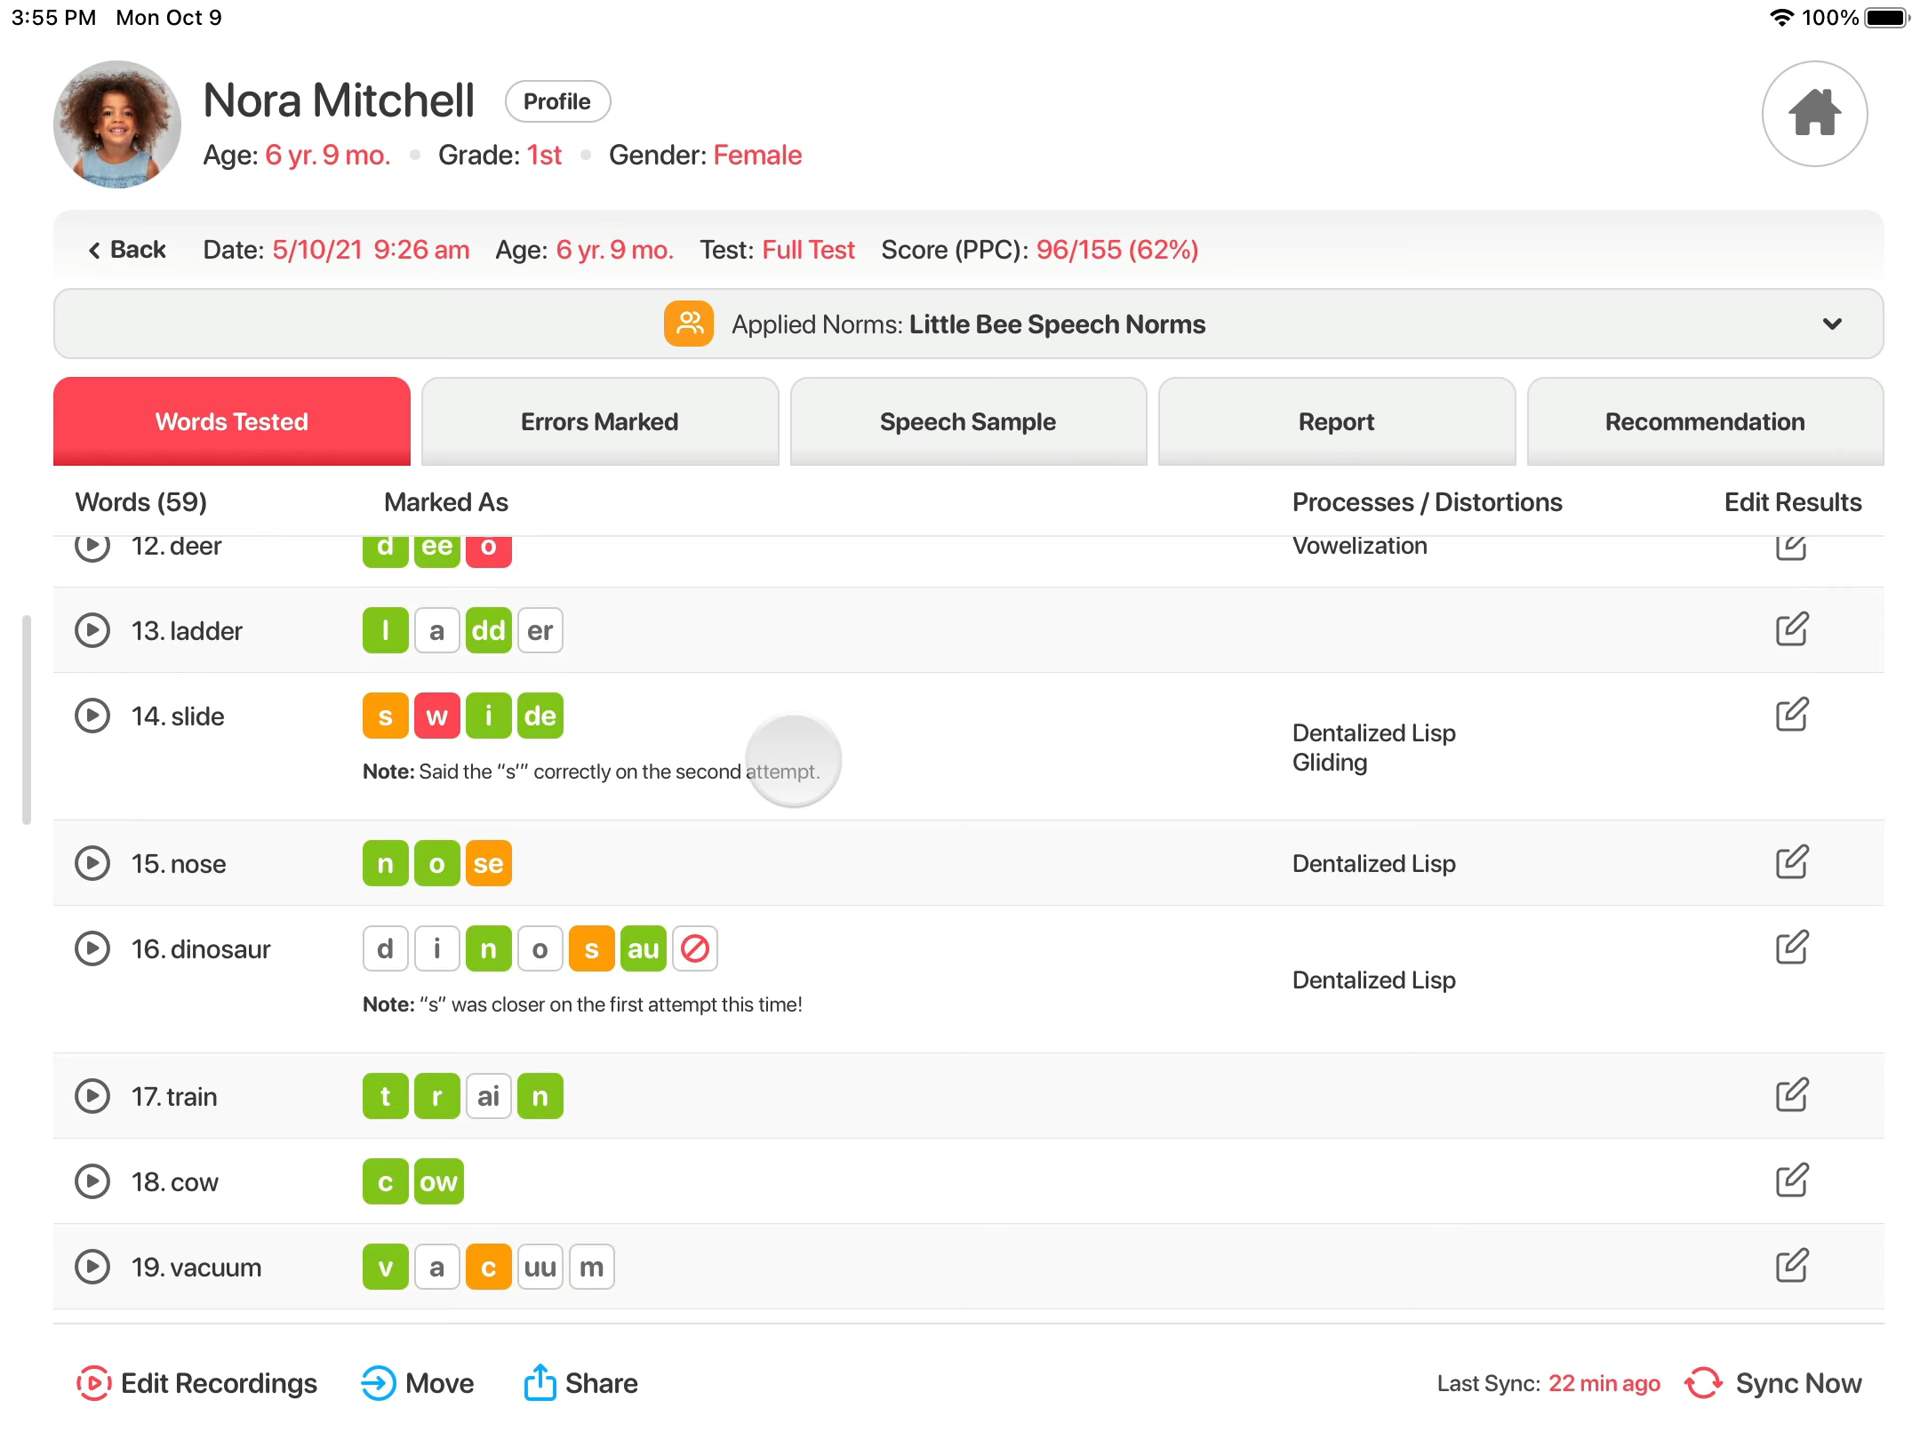 3:55 PM Mon Oct 9 100%
Nora Mitchell Profile
Age: 6 yr. 9 mo. Grade: 1st Gender: Female
Back Date: 5/10/21 9:26 am Age: 6 yr. 9 mo. Test: Full Test Score (PPC): 96/155 (62%)
Applied Norms: Little Bee Speech Norms
Words Tested Errors Marked Speech Sample Report Recommendation
Words (59) Marked As Processes / Distortions Edit Results
12. deer d ee o Vowelization
13. ladder l a dd er
14. slide s w i de
Dentalized Lisp
Gliding
Note: Said the “s’” correctly on the second attempt.
15. nose n o se Dentalized Lisp
16. dinosaur d i n o s au
Dentalized Lisp
Note: “s” was closer on the first attempt this time!
17. train t r ai n
18. cow c ow
19. vacuum v a c uu m
Edit Recordings Move Share Last Sync: 22 min ago Sync Now